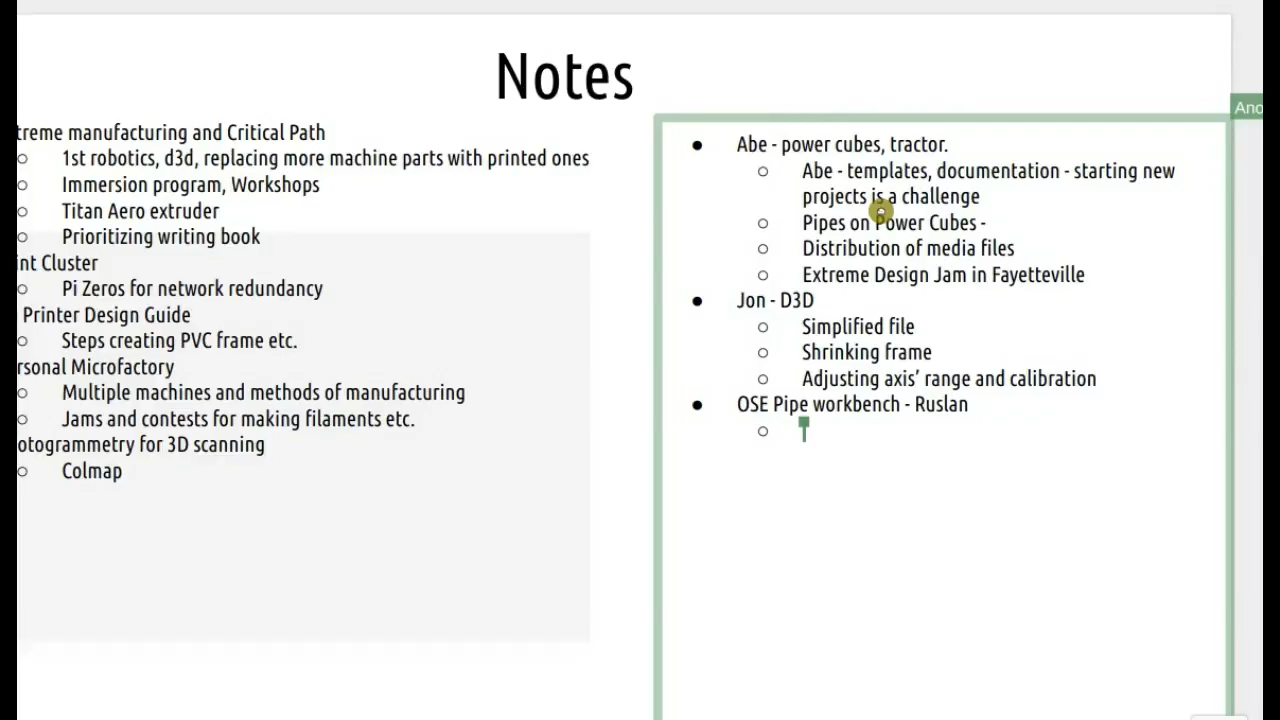 Notes
treme manufacturing and Critical Path
1st robotics, d3d, replacing more machine parts with printed ones
Immersion program, Workshops
Titan Aero extruder
Prioritizing writing book
int Cluster
Pi Zeros for network redundancy
Printer Design Guide
Steps creating PVC frame etc.
rsonal Microfactory
Multiple machines and methods of manufacturing
Jams and contests for making filaments etc.
otogrammetry for 3D scanning
Colmap
Ano
Abe - power cubes, tractor.
Abe - templates, documentation - starting new
projects is a challenge
Pipes on Power Cubes -
Distribution of media files
Extreme Design Jam in Fayetteville
Jon - D3D
Simplified file
Shrinking frame
Adjusting axis’ range and calibration
OSE Pipe workbench - Ruslan